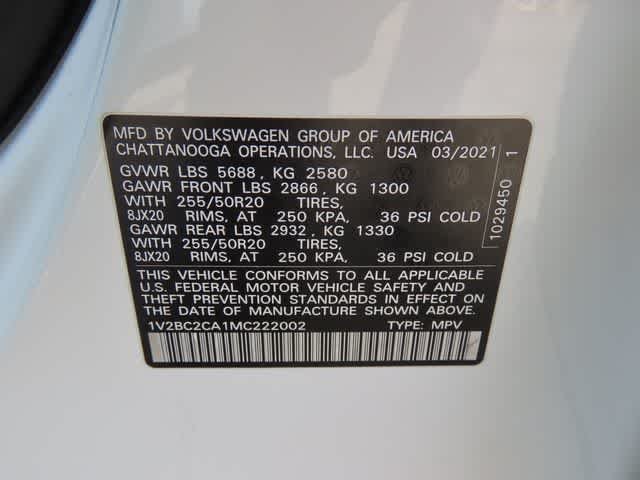 MFD BY VOLKSWAGEN GROUP OF AMERICA
CHATTANOOGA OPERATIONS, LLC. USA 03/2021
GVWR LBS 5688, KG 2580
GAWR FRONT LBS 2866, KG 1300
WITH 255/50R20 TIRES,
8JX20 RIMS, AT 250 KPA, 36 PSI COLD
GAWR REAR LBS 2932, KG 1330
WITH 255/50R20 TIRES,
8JX20 RIMS, AT 250 KPA, 36 PSI COLD
THIS VEHICLE CONFORMS TO ALL APPLICABLE
U.S. FEDERAL MOTOR VEHICLE SAFETY AND
THEFT PREVENTION STANDARDS IN EFFECT ON
THE DATE OF MANUFACTURE SHOWN ABOVE.
1V2BC2CA1MC222002 TYPE: MPV
1029450 1